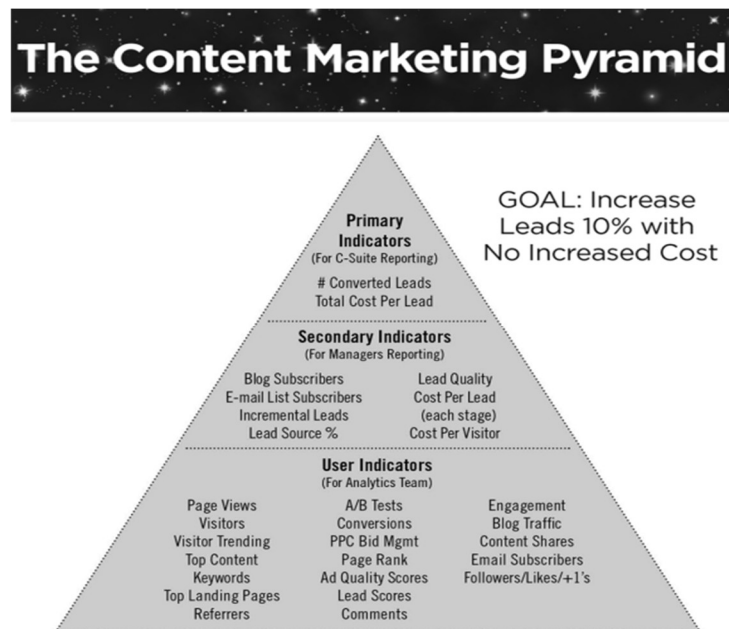 The Content Marketing Pyramid
GOAL: Increase
Leads 10% with
No Increased Cost
Primary
Indicators
(For C-Suite Reporting)
# Converted Leads
Total Cost Per Lead
Secondary Indicators
(For Managers Reporting)
Blog Subscribers
E-mail List Subscribers
Incremental Leads
Lead Source %
Lead Quality
Cost Per Lead
(each stage)
Cost Per Visitor
User Indicators
(For Analytics Team)
Page Views
Visitors
Visitor Trending
Top Content
Keywords
Top Landing Pages
Referrers
A/B Tests
Conversions
PPC Bid Mgmt
Page Rank
Ad Quality Scores
Lead Scores
Comments
Engagement
Blog Traffic
Content Shares
Email Subscribers
Followers/Likes/+1's